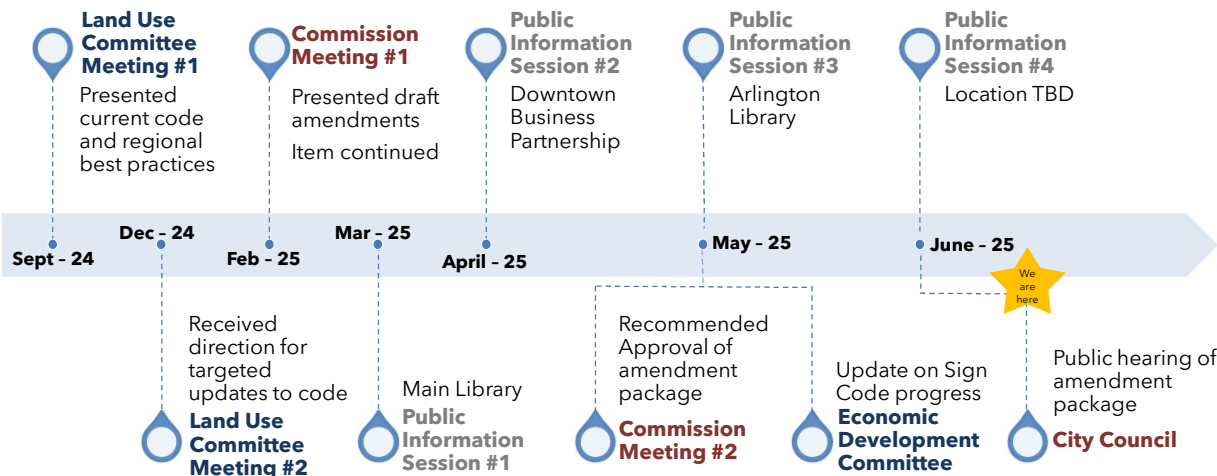 Land Use
Committee
Meeting #1
Presented
current code
and regional
best practices
Commission
Meeting #1
Presented draft
amendments
Item continued
Public
Information
Session #2
Downtown
Business
Partnership
Public
Information
Session #3
Arlington
Library
Public
Information
Session #4
Location TBD
Sept – 24
Dec – 24
Feb – 25
Mar – 25
April – 25
May – 25
June – 25
We
are
here
Received
direction for
targeted
updates to code
Land Use
Committee
Meeting #2
Main Library
Public
Information
Session #1
Recommended
Approval of
amendment
package
Commission
Meeting #2
Update on Sign
Code progress
Economic
Development
Committee
Public hearing of
amendment
package
City Council